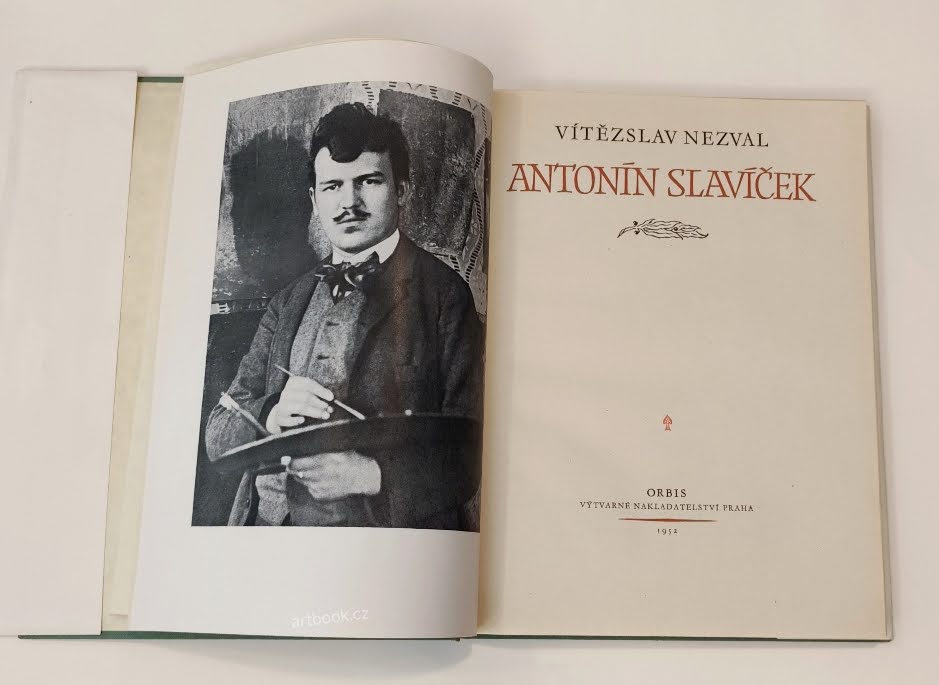 VÍTĚZSLAV NEZVAL
ANTONÍN SLAVÍČEK
ORBIS
VÝTVARNÉ NAKLADATELSTVÍ PRAHA
1952
artbook.cz